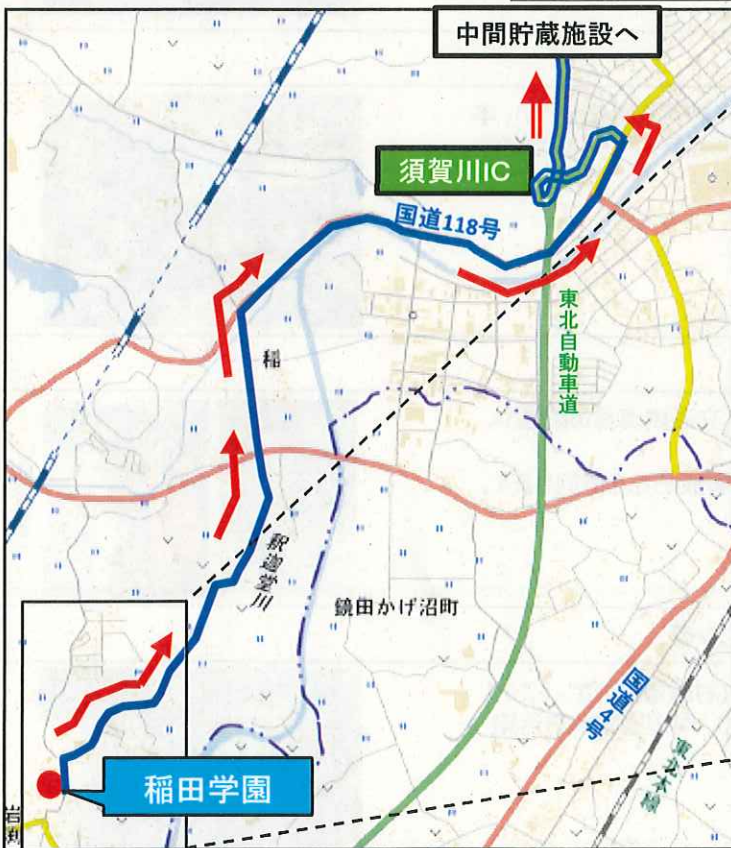 中間貯蔵施設へ
須賀川IC
国道118号
東北自動車道
稲
釈迦堂川
鏡田かげ沼町
国道4号
東北本線
稲田学園
岩渕